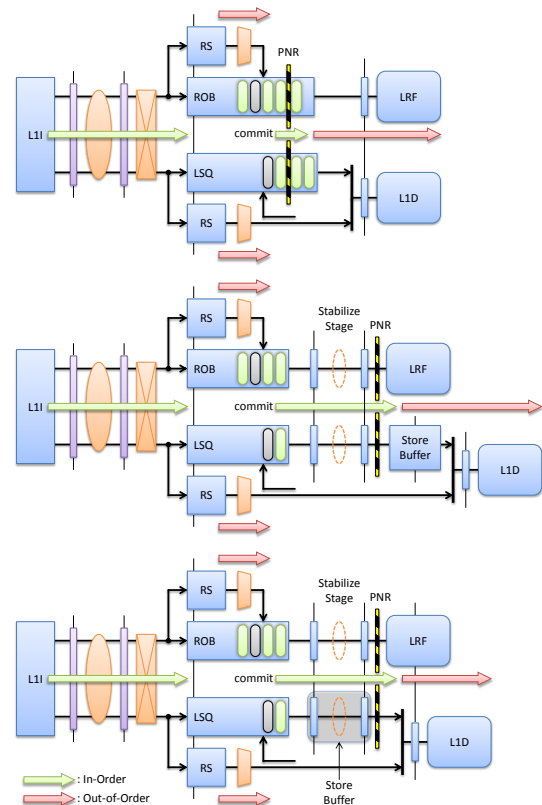 RS
PNR
ROB
LRF
L1I
commit
LSQ
L1D
RS
RS
Stabilize
Stage
PNR
ROB
LRF
L1I
commit
LSQ
Store
Buffer
L1D
RS
RS
Stabilize
Stage
PNR
ROB
LRF
L1I
commit
LSQ
L1D
RS
: In-Order
: Out-of-Order
Store
Buffer